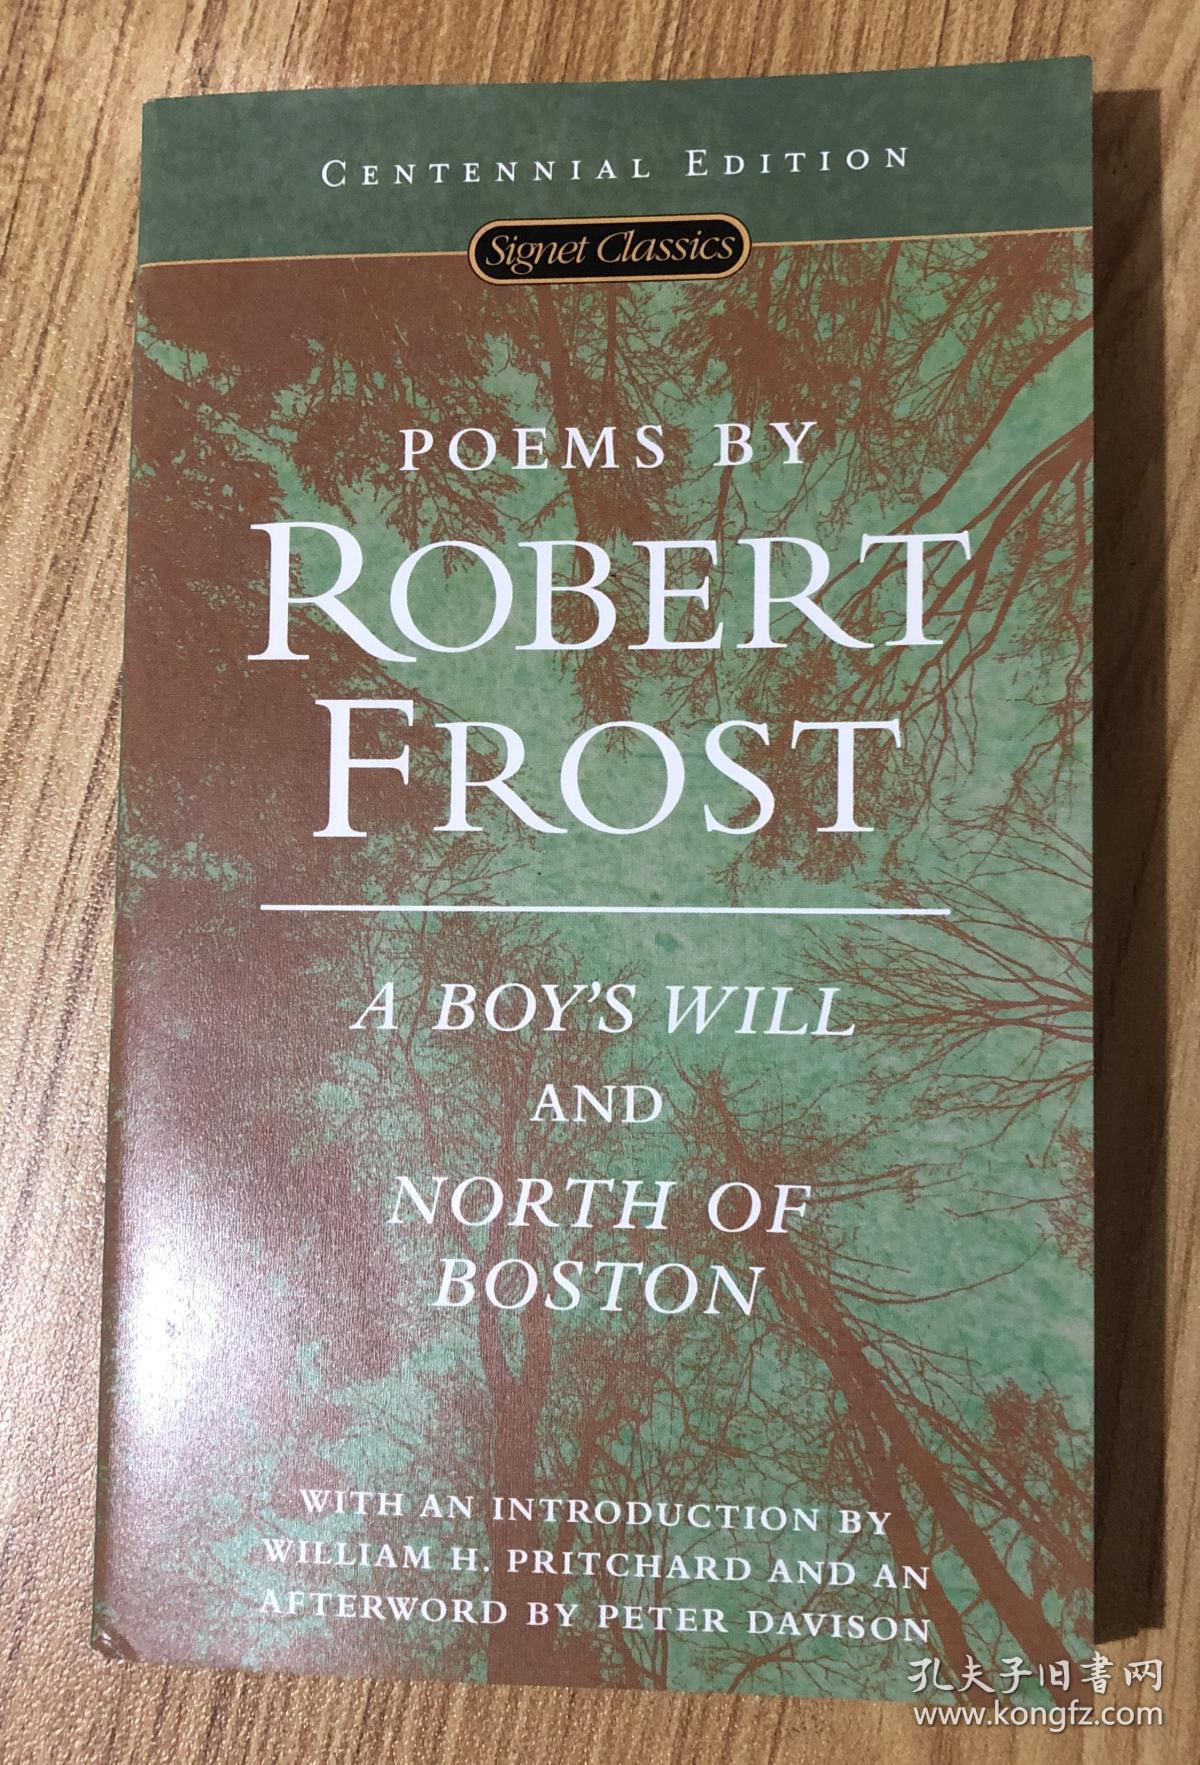 CENTENNIAL EDITION
Signet Classics
POEMS BY
ROBERT
FROST
A BOY'S WILL
AND
NORTH OF
BOSTON
WITH AN INTRODUCTION BY
WILLIAM H. PRITCHARD AND AN
AFTERWORD BY PETER DAVISON
孔夫子旧書网
www.kongfz.com